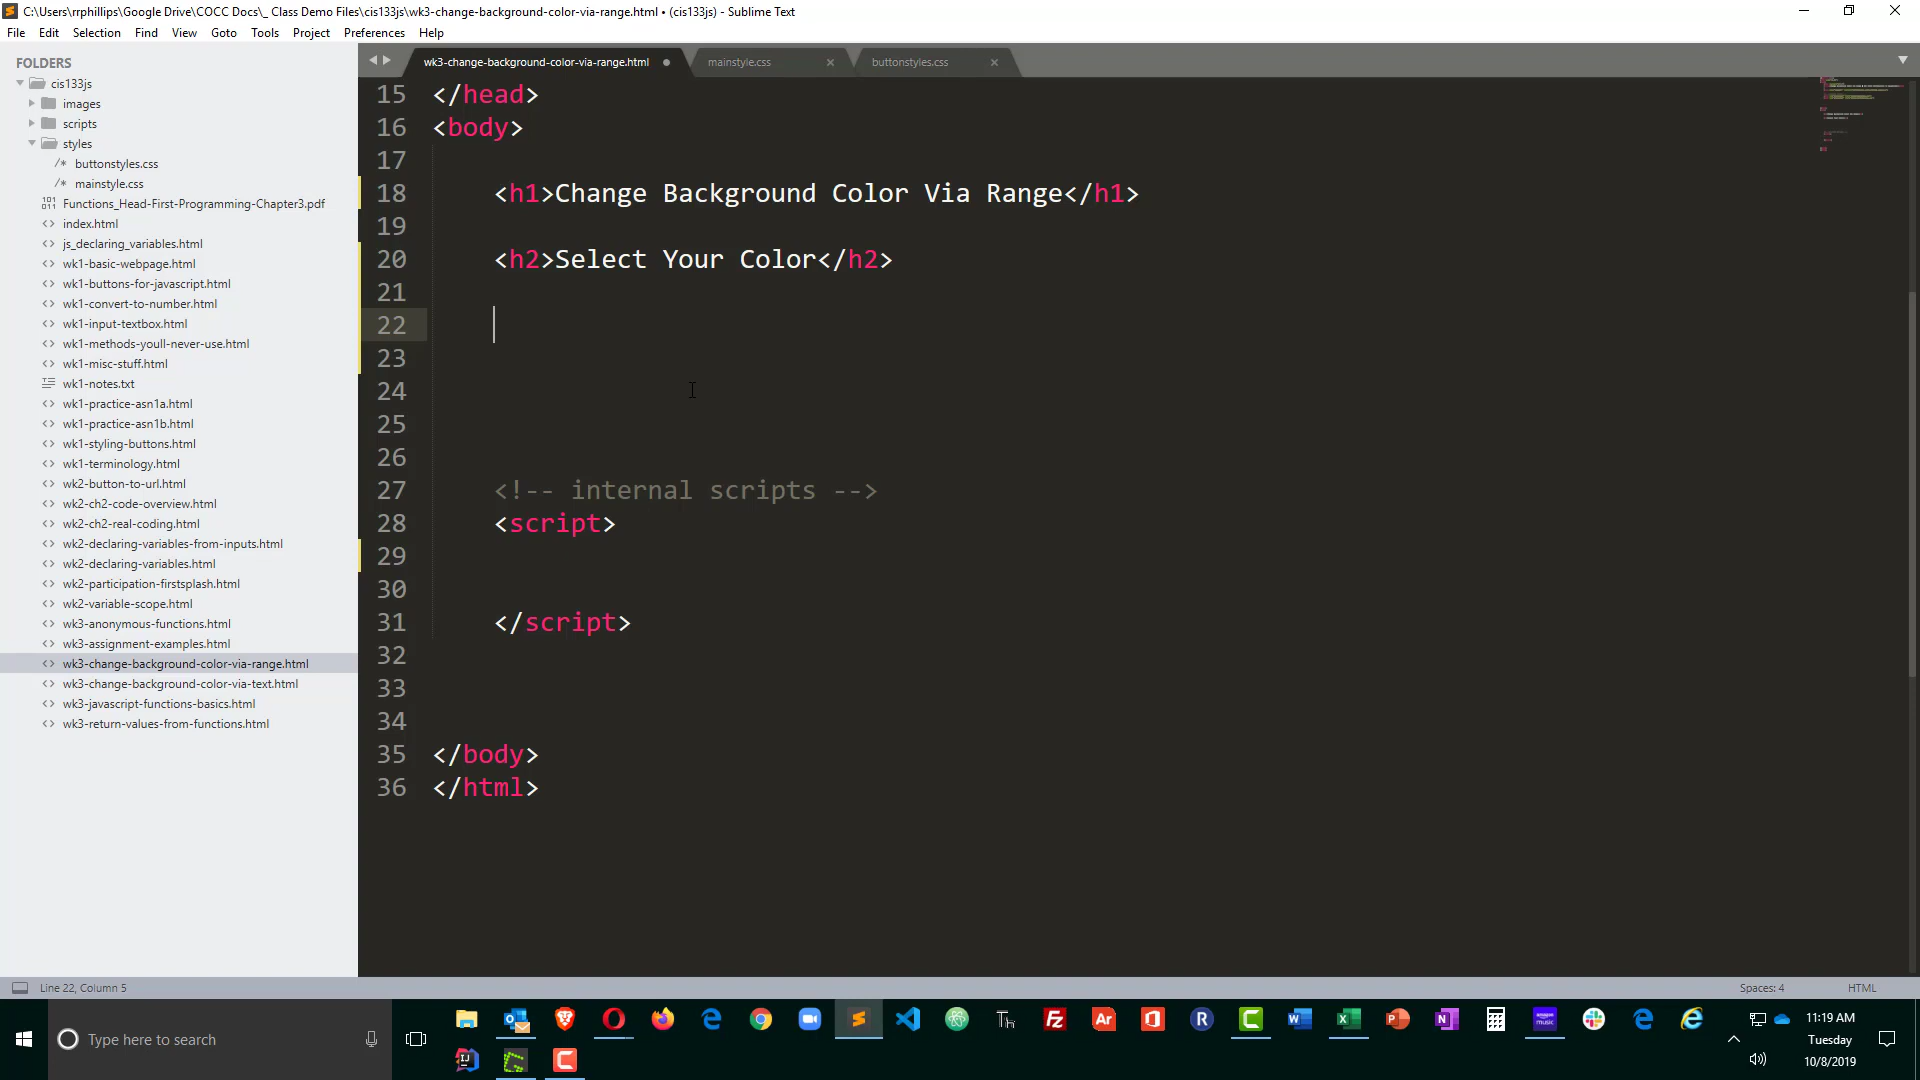 C:\Users\rrphillips\Google Drive\COCC Docs\_ Class Demo Files\cis133js\wk3-change-background-color-via-range.html • (cis133js) - Sublime Text
File Edit Selection Find View Goto Tools Project Preferences Help
FOLDERS
cis133js
images
scripts
styles
/* buttonstyles.css
/* mainstyle.css
Functions_Head-First-Programming-Chapter3.pdf
<> index.html
<> js_declaring_variables.html
<> wk1-basic-webpage.html
<> wk1-buttons-for-javascript.html
<> wk1-convert-to-number.html
<> wk1-input-textbox.html
<> wk1-methods-youll-never-use.html
<> wk1-misc-stuff.html
wk1-notes.txt
<> wk1-practice-asn1a.html
<> wk1-practice-asn1b.html
<> wk1-styling-buttons.html
<> wk1-terminology.html
<> wk2-button-to-url.html
<> wk2-ch2-code-overview.html
<> wk2-ch2-real-coding.html
<> wk2-declaring-variables-from-inputs.html
<> wk2-declaring-variables.html
<> wk2-participation-firstsplash.html
<> wk2-variable-scope.html
<> wk3-anonymous-functions.html
<> wk3-assignment-examples.html
<> wk3-change-background-color-via-range.html
<> wk3-change-background-color-via-text.html
<> wk3-javascript-functions-basics.html
<> wk3-return-values-from-functions.html
wk3-change-background-color-via-range.html mainstyle.css × buttonstyles.css ×
15 </head>
16 <body>
17
18 <h1>Change Background Color Via Range</h1>
19
20 <h2>Select Your Color</h2>
21
22
23
24
25
26
27 <!-- internal scripts -->
28 <script>
29
30
31 </script>
32
33
34
35 </body>
36 </html>
Line 22, Column 5
Spaces: 4 HTML
Type here to search
11:19 AM
Tuesday
10/8/2019